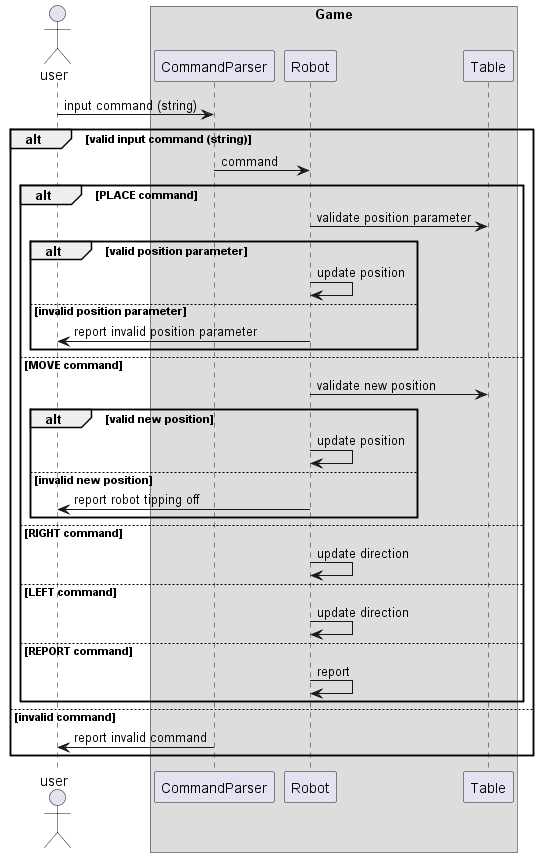 Game
user
CommandParser
Robot
Table
input command (string)
alt
[valid input command (string)]
command
alt
[PLACE command]
validate position parameter
alt
[valid position parameter]
update position
[invalid position parameter]
report invalid position parameter
[MOVE command]
validate new position
alt
[valid new position]
update position
[invalid new position]
report robot tipping off
[RIGHT command]
update direction
[LEFT command]
update direction
[REPORT command]
report
[invalid command]
report invalid command
user
CommandParser
Robot
Table